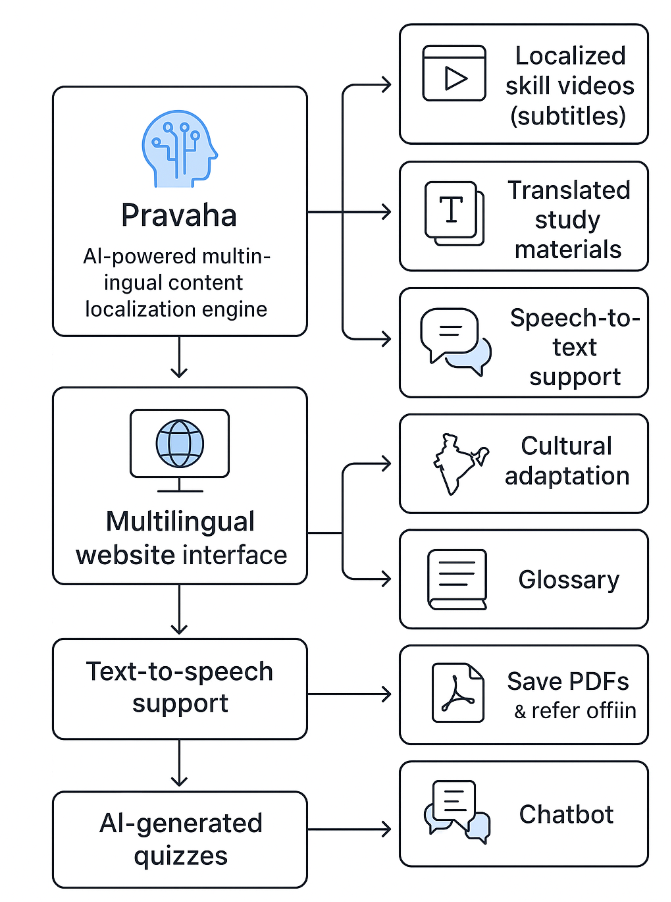 Pravaha
AI-powered multin-
ingual content
localization engine
Localized
skill videos
(subtitles)
T
Translated
study
materials
Speech-to-
text
support
Multilingual
website interface
Cultural
adaptation
Glossary
Text-to-speech
support
Save PDFs
& refer offiin
AI-generated
quizzes
Chatbot